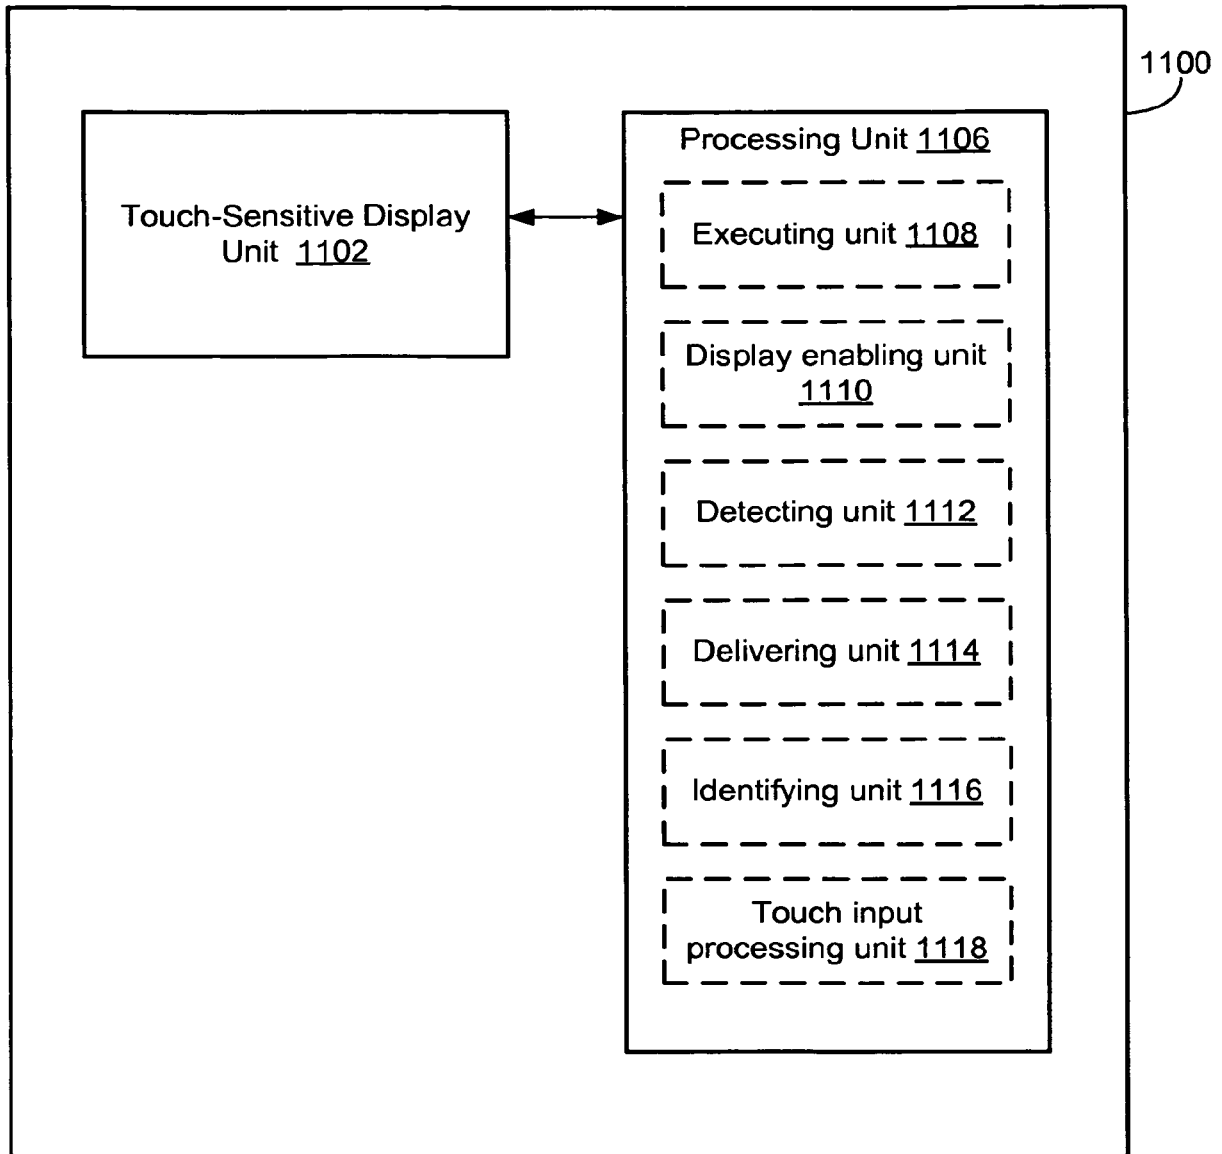 1100
Touch-Sensitive Display
Unit 1102
Processing Unit 1106
Executing unit 1108
Display enabling unit
1110
Detecting unit 1112
Delivering unit 1114
Identifying unit 1116
Touch input
processing unit 1118